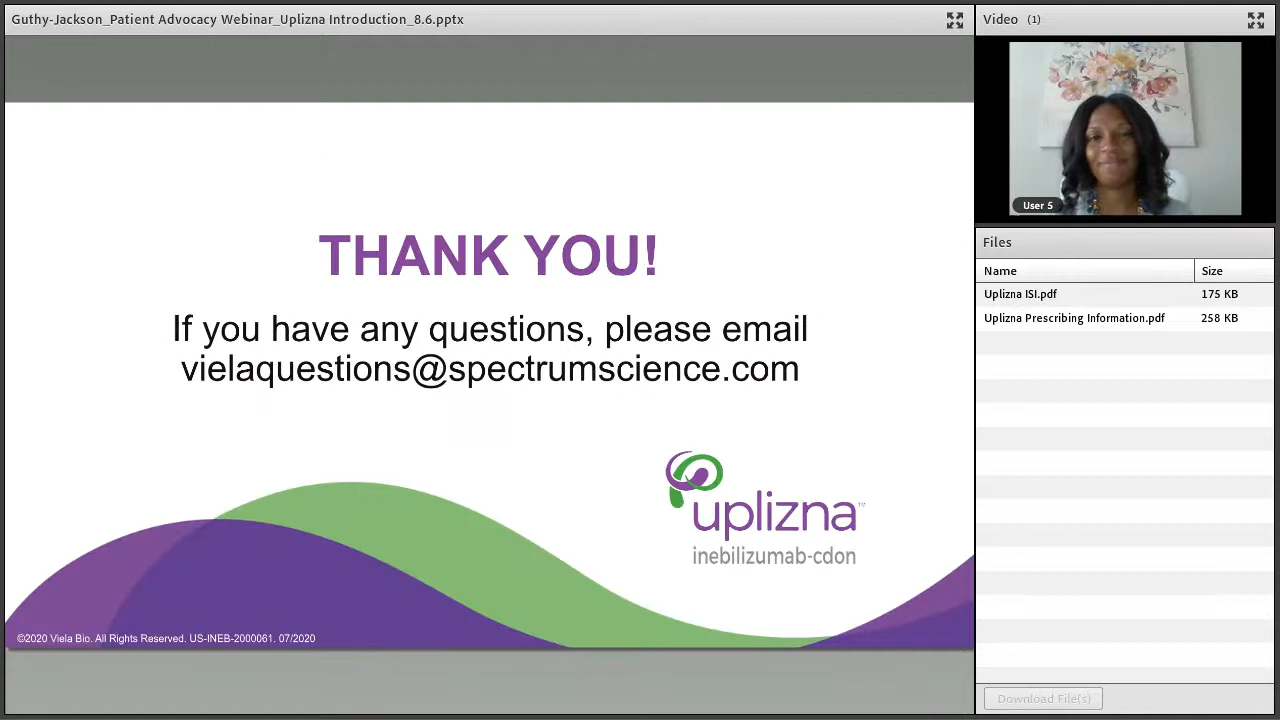 Guthy-Jackson_Patient Advocacy Webinar_Uplizna Introduction_8.6.pptx
THANK YOU!
If you have any questions, please email
vielaquestions@spectrumscience.com
uplizna™
inebilizumab-cdon
©2020 Viela Bio. All Rights Reserved. US-INEB-2000061. 07/2020
Video (1)
User 5
Files
Name Size
Uplizna ISI.pdf 175 KB
Uplizna Prescribing Information.pdf 258 KB
Download File(s)